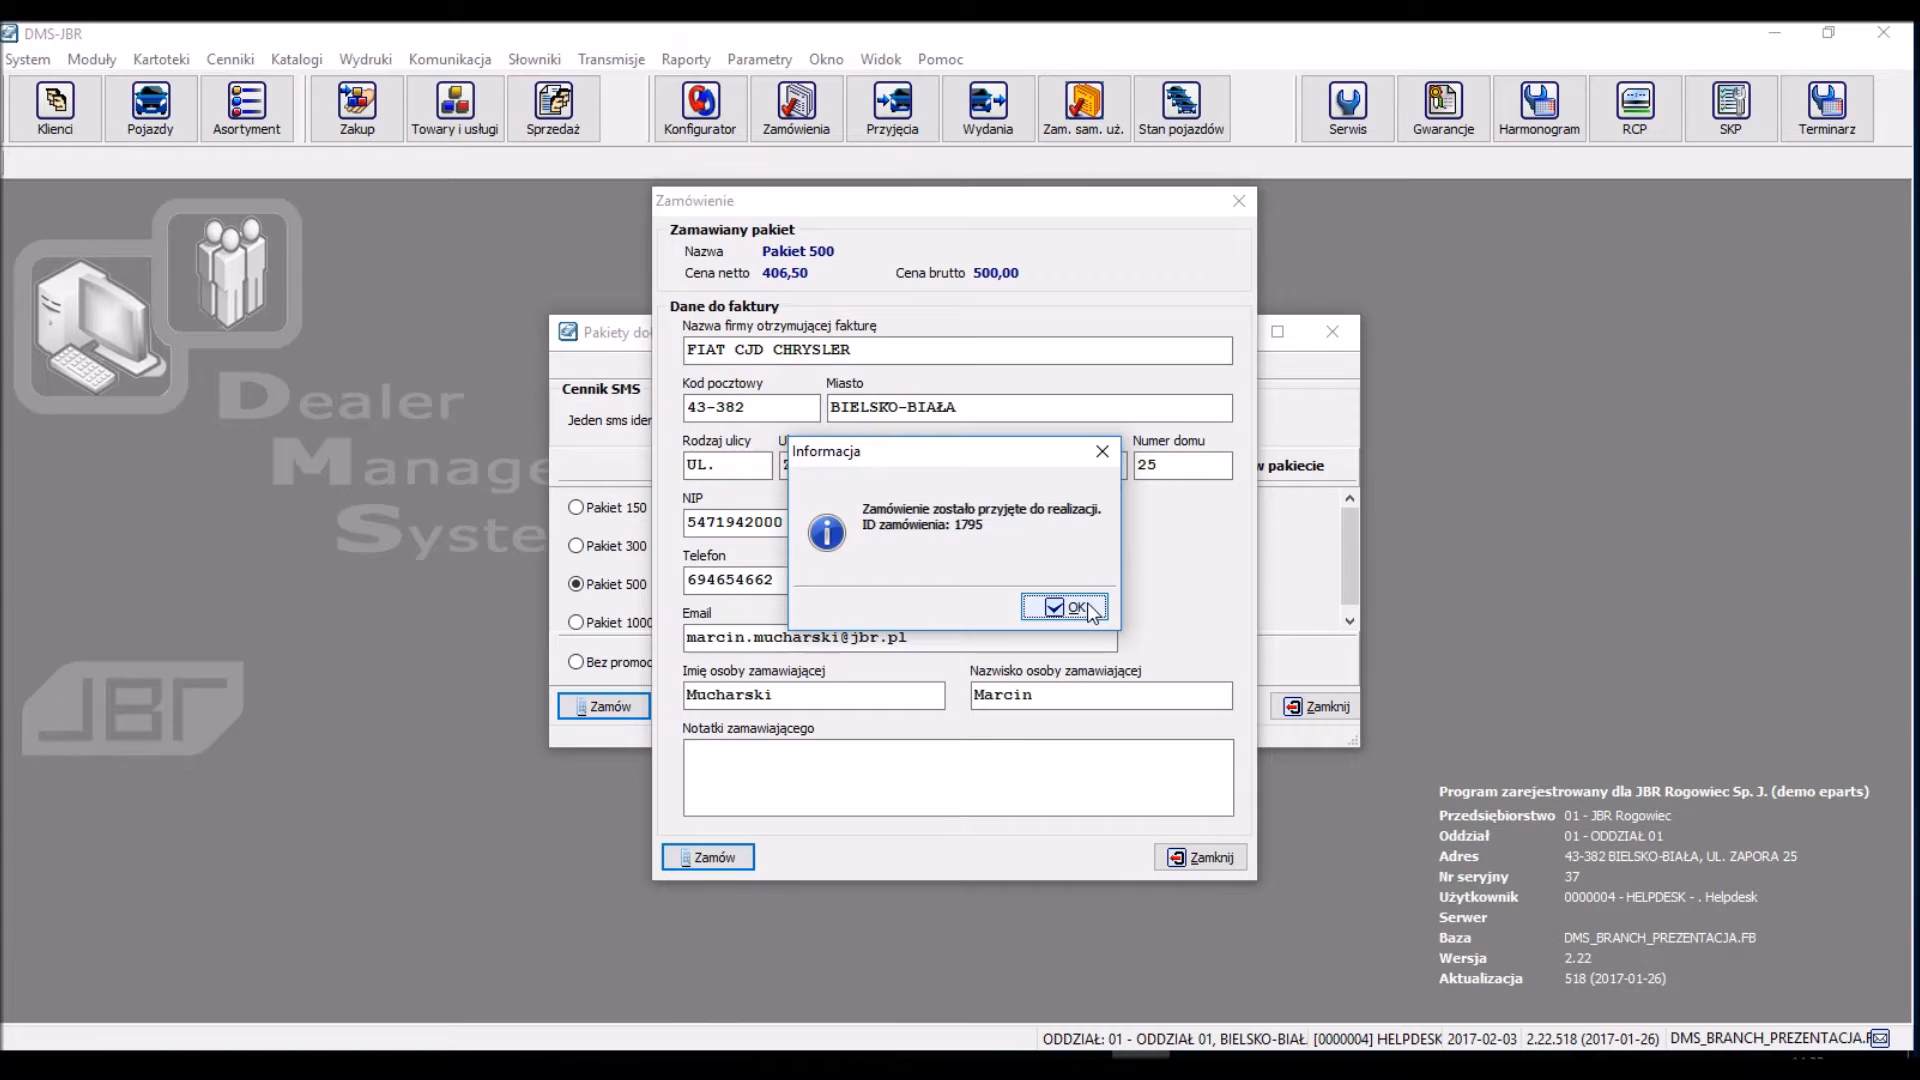 DMS-JBR
System Moduły Kartoteki Cenniki Katalogi Wydruki Komunikacja Słowniki Transmisje Raporty Parametry Okno Widok Pomoc
Klienci Pojazdy Asortyment Zakup Towary i usługi Sprzedaż Konfigurator Zamówienia Przyjęcia Wydania Zam. sam. uż. Stan pojazdów Serwis Gwarancje Harmonogram RCP SKP Terminarz
Dealer
Manage
Syste
JBR
Pakiety do
Cennik SMS
Jeden sms iden
w pakiecie
Pakiet 150
Pakiet 300
Pakiet 500
Pakiet 1000
Bez promoc
Zamów
Zamknij
Zamówienie
Zamawiany pakiet
Nazwa Pakiet 500
Cena netto 406,50 Cena brutto 500,00
Dane do faktury
Nazwa firmy otrzymującej fakturę
FIAT CJD CHRYSLER
Kod pocztowy Miasto
43-382 BIELSKO-BIAŁA
Rodzaj ulicy Numer domu
UL. 25
NIP
5471942000
Telefon
694654662
Email
marcin.mucharski@jbr.pl
Imię osoby zamawiającej Nazwisko osoby zamawiającej
Mucharski Marcin
Notatki zamawiającego
Zamów Zamknij
Informacja
Zamówienie zostało przyjęte do realizacji.
ID zamówienia: 1795
OK
Program zarejestrowany dla JBR Rogowiec Sp. J. (demo eparts)
Przedsiębiorstwo 01 - JBR Rogowiec
Oddział 01 - ODDZIAŁ 01
Adres 43-382 BIELSKO-BIAŁA, UL. ZAPORA 25
Nr seryjny 37
Użytkownik 0000004 - HELPDESK - . Helpdesk
Serwer
Baza DMS_BRANCH_PREZENTACJA.FB
Wersja 2.22
Aktualizacja 518 (2017-01-26)
ODDZIAŁ: 01 - ODDZIAŁ 01, BIELSKO-BIAŁ. [0000004] HELPDESK 2017-02-03 2.22.518 (2017-01-26) DMS_BRANCH_PREZENTACJA.F